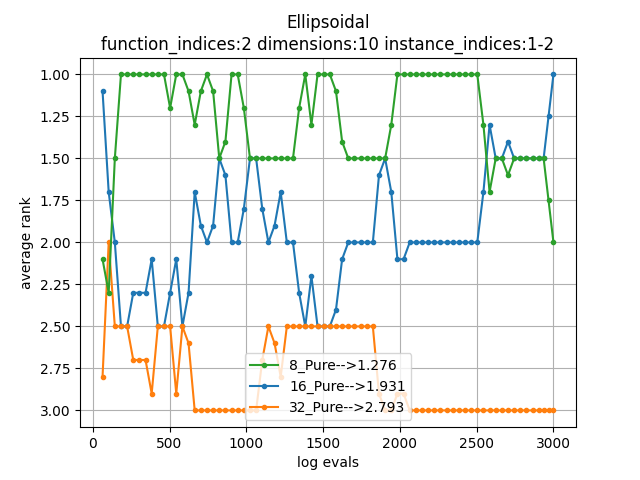 Ellipsoidal
function_indices:2 dimensions:10 instance_indices:1-2
1.00
1.25
1.50
1.75
2.00
2.25
2.50
2.75
3.00
average rank
8_Pure-->1.276
16_Pure-->1.931
32_Pure-->2.793
0
500
1000
1500
2000
2500
3000
log evals